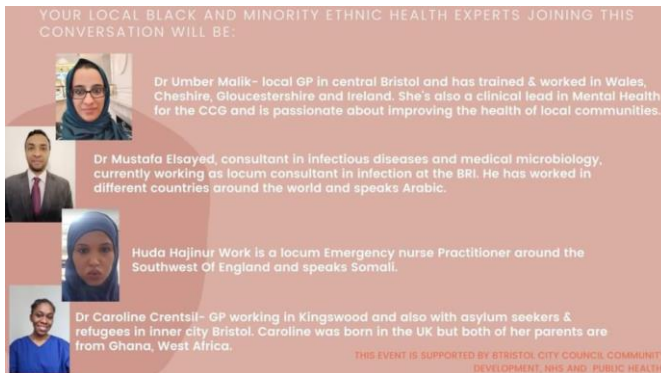 YOUR LOCAL BLACK AND MINORITY ETHNIC HEALTH EXPERTS JOINING THIS
CONVERSATION WILL BE:
Dr Umber Malik- local GP in central Bristol and has trained & worked in Wales,
Cheshire, Gloucestershire and Ireland. She's also a clinical lead in Mental Health
for the CCG and is passionate about improving the health of local communities.
Dr Mustafa Elsayed, consultant in infectious diseases and medical microbiology,
currently working as locum consultant in infection at the BRI. He has worked in
different countries around the world and speaks Arabic.
Huda Hajinur Work is a locum Emergency nurse Practitioner around the
Southwest Of England and speaks Somali.
Dr Caroline Crentsil- GP working in Kingswood and also with asylum seekers &
refugees in inner city Bristol. Caroline was born in the UK but both of her parents are
from Ghana, West Africa.
THIS EVENT IS SUPPORTED BY BTRISTOL CITY COUNCIL COMMUNITY
DEVELOPMENT, NHS AND PUBLIC HEALTH